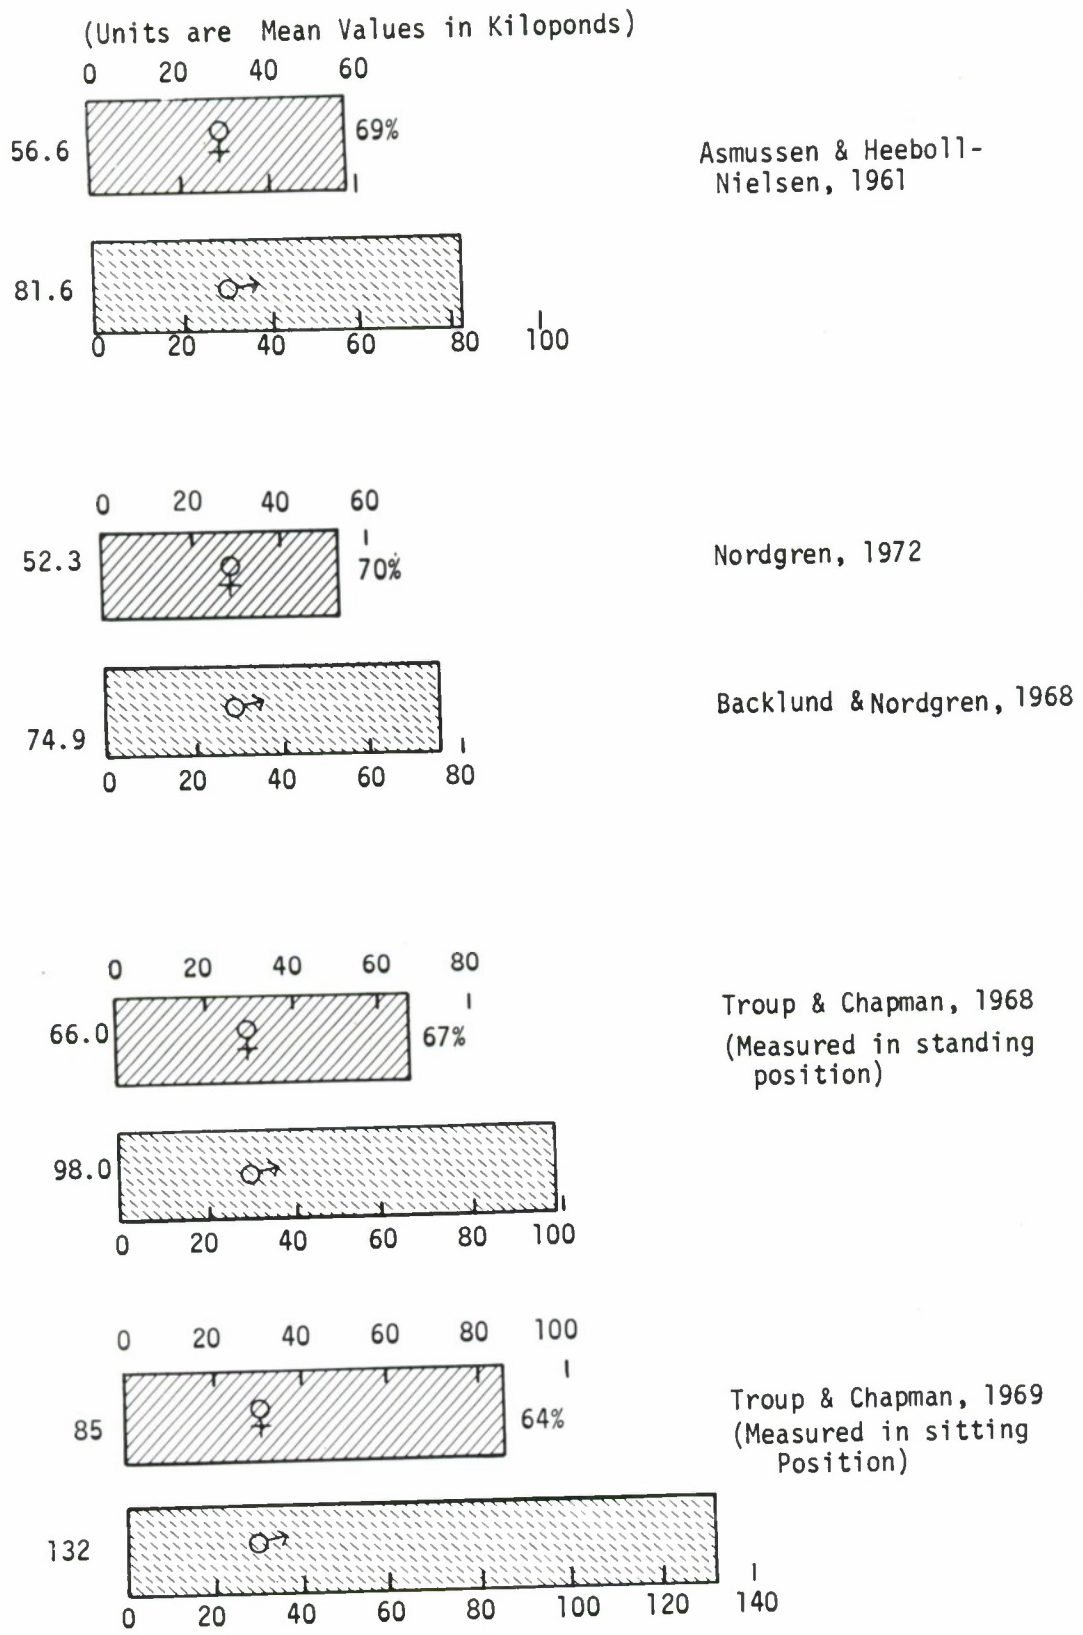 (Units are Mean Values in Kiloponds)
0 20 40 60
56.6 ♀ 69%
Asmussen & Heeboll-
Nielsen, 1961
81.6 ♂
0 20 40 60 80 100
0 20 40 60
52.3 ♀ 70%
Nordgren, 1972
74.9 ♂
Backlund & Nordgren, 1968
0 20 40 60 80
0 20 40 60 80
66.0 ♀ 67%
Troup & Chapman, 1968
(Measured in standing
position)
98.0 ♂
0 20 40 60 80 100
0 20 40 60 80 100
85 ♀ 64%
Troup & Chapman, 1969
(Measured in sitting
Position)
132 ♂
0 20 40 60 80 100 120 140